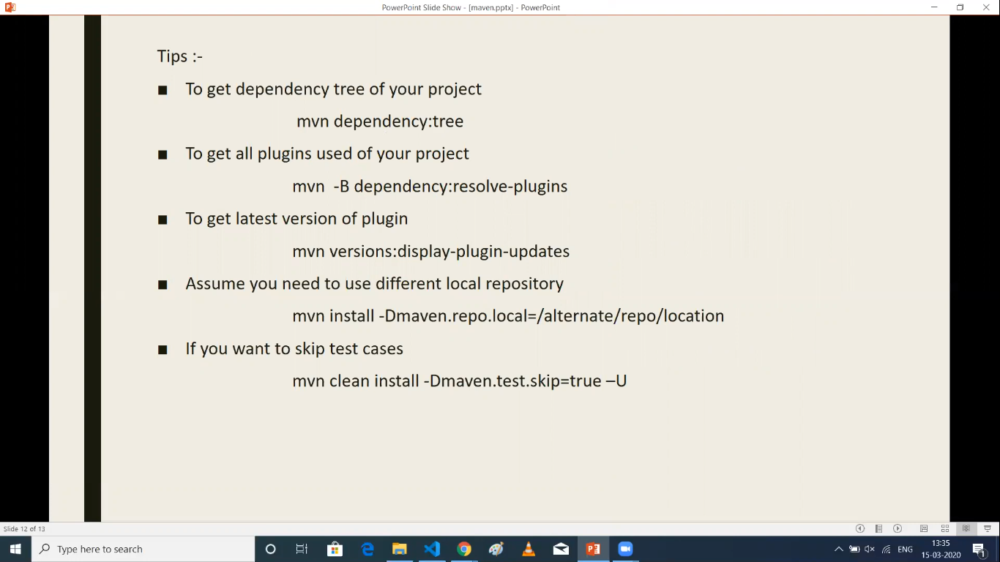 PowerPoint Slide Show - [maven.pptx] - PowerPoint
Tips :-
■ To get dependency tree of your project
mvn dependency:tree
■ To get all plugins used of your project
mvn  -B dependency:resolve-plugins
■ To get latest version of plugin
mvn versions:display-plugin-updates
■ Assume you need to use different local repository
mvn install -Dmaven.repo.local=/alternate/repo/location
■ If you want to skip test cases
mvn clean install -Dmaven.test.skip=true –U
Slide 12 of 13
Type here to search
ENG
13:35
15-03-2020
1